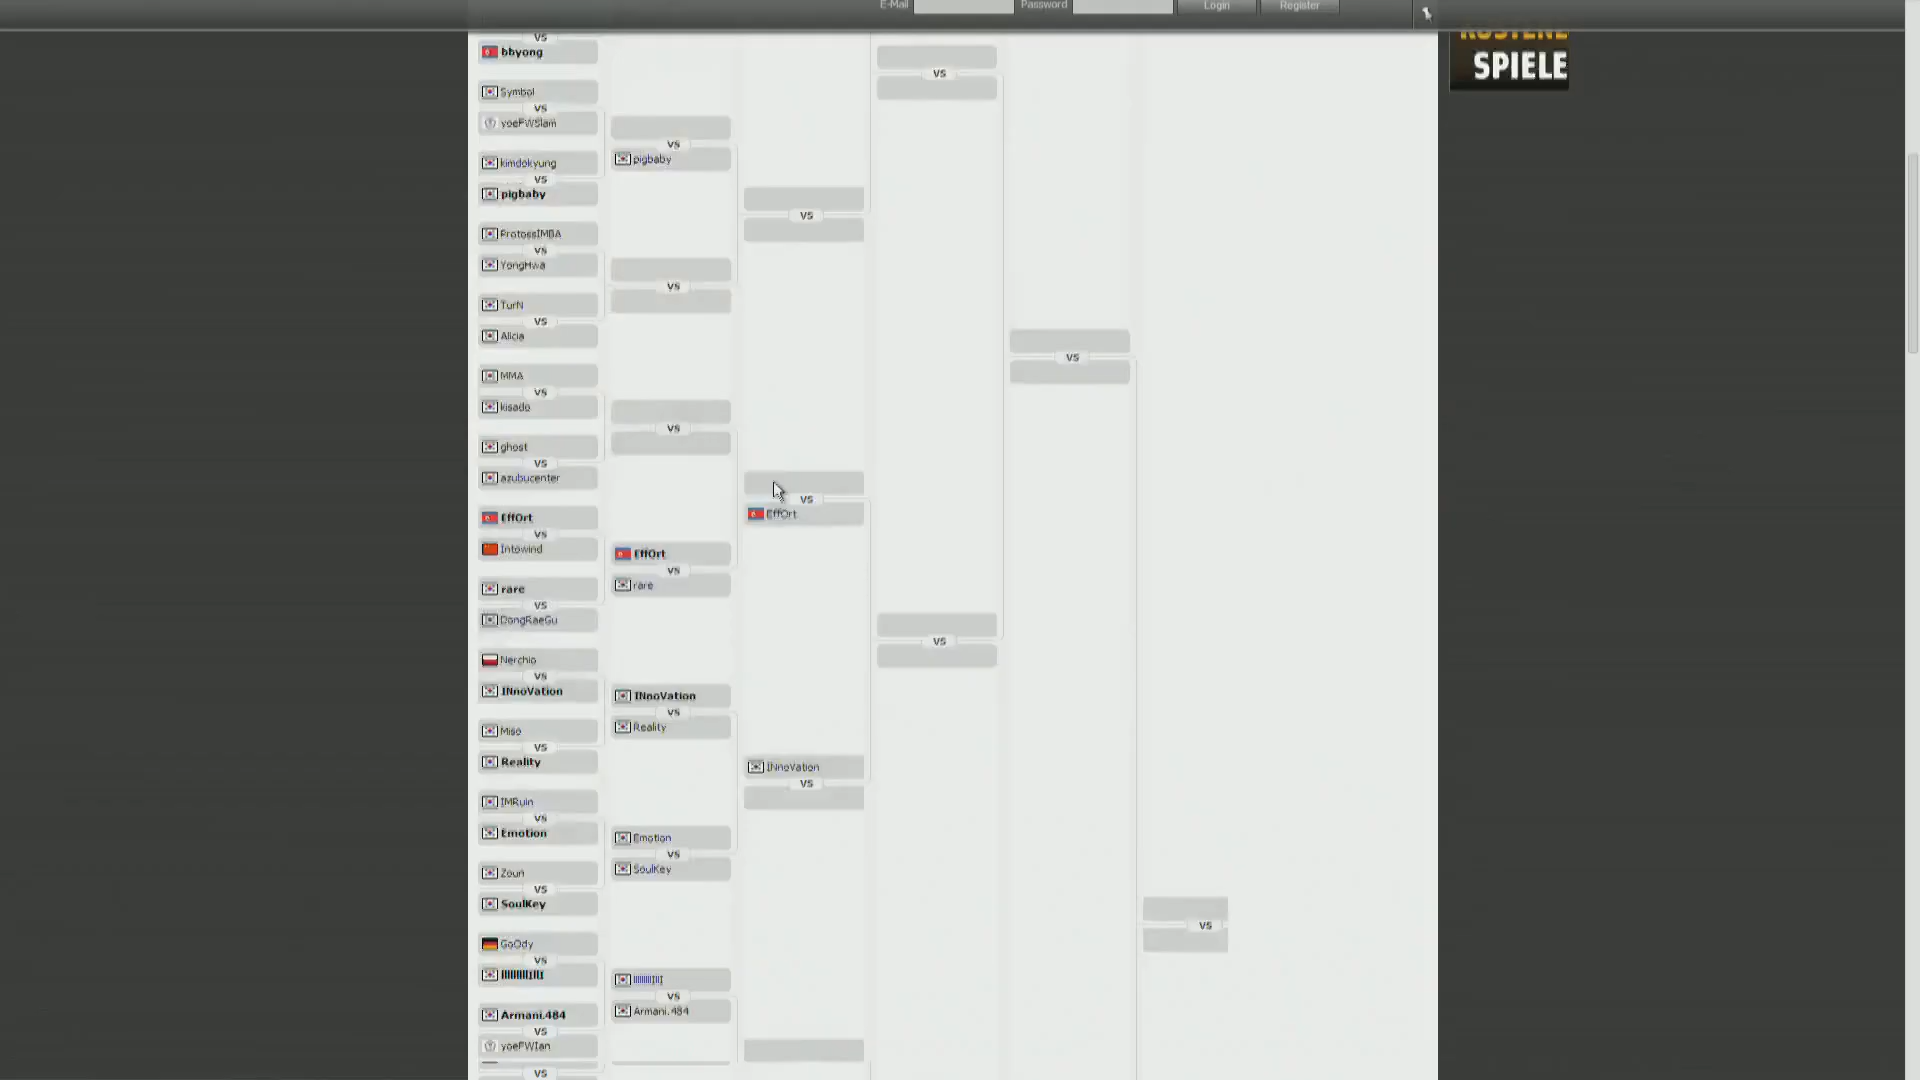 E-Mail Password Login Register
KOSTENE
SPIELE
vs
bbyong
vs
Symbol
vs
yoeFWSlam
vs
pigbaby
kimdokyung
vs
pigbaby
vs
ProtossIMBA
vs
YongHwa
vs
TurN
vs
Alicia
vs
MMA
vs
kisado
vs
ghost
vs
azubucenter
vs
EffOrt
EffOrt
vs
Intowind
EffOrt
vs
rare
rare
vs
DongRaeGu
vs
Nerchio
vs
INnoVation
INnoVation
vs
Reality
Miso
vs
Reality
INnoVation
vs
IMRuin
vs
Emotion
Emotion
vs
SoulKey
Zoun
vs
SoulKey
vs
GoOdy
vs
Armani.484
Armani.484
vs
yoeFWIan
vs